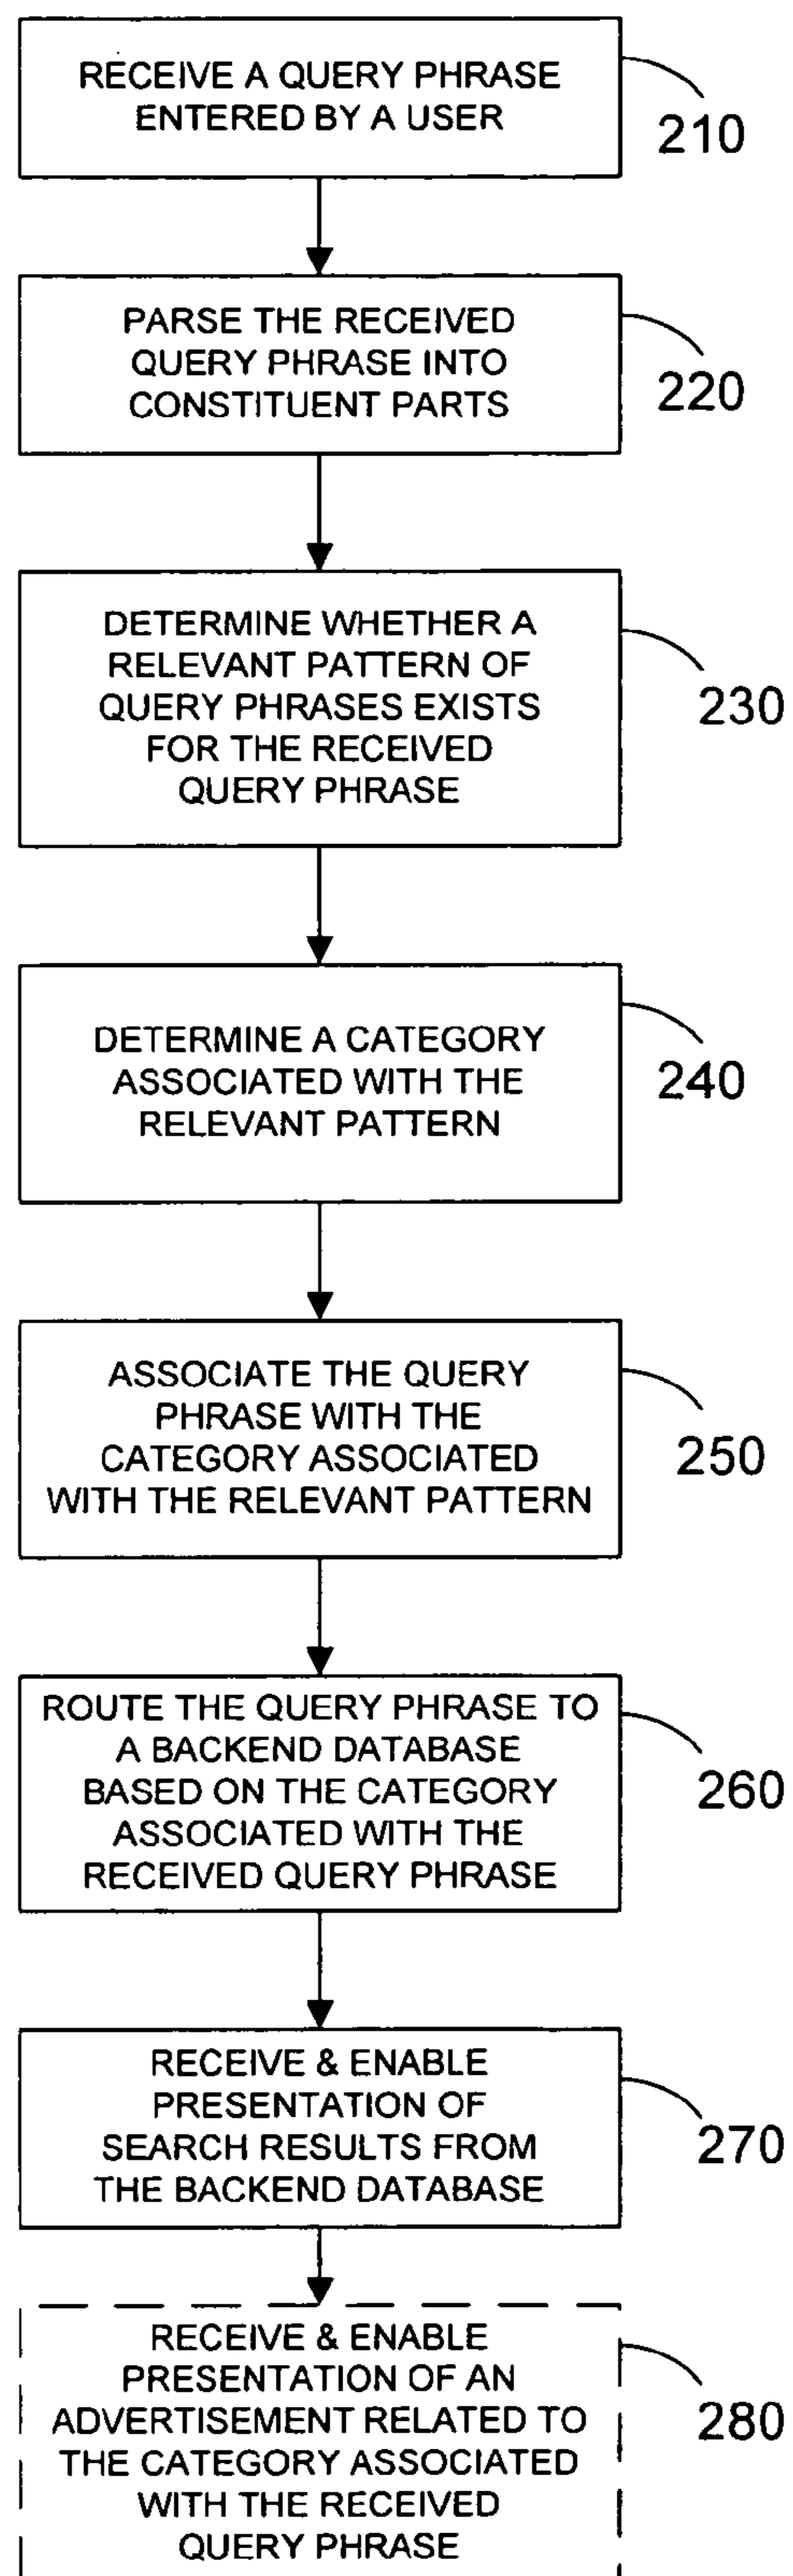 RECEIVE A QUERY PHRASE
ENTERED BY A USER
210
PARSE THE RECEIVED
QUERY PHRASE INTO
CONSTITUENT PARTS
220
DETERMINE WHETHER A
RELEVANT PATTERN OF
QUERY PHRASES EXISTS
FOR THE RECEIVED
QUERY PHRASE
230
DETERMINE A CATEGORY
ASSOCIATED WITH THE
RELEVANT PATTERN
240
ASSOCIATE THE QUERY
PHRASE WITH THE
CATEGORY ASSOCIATED
WITH THE RELEVANT PATTERN
250
ROUTE THE QUERY PHRASE TO
A BACKEND DATABASE
BASED ON THE CATEGORY
ASSOCIATED WITH THE
RECEIVED QUERY PHRASE
260
RECEIVE & ENABLE
PRESENTATION OF
SEARCH RESULTS FROM
THE BACKEND DATABASE
270
RECEIVE & ENABLE
PRESENTATION OF AN
ADVERTISEMENT RELATED TO
THE CATEGORY ASSOCIATED
WITH THE RECEIVED
QUERY PHRASE
280